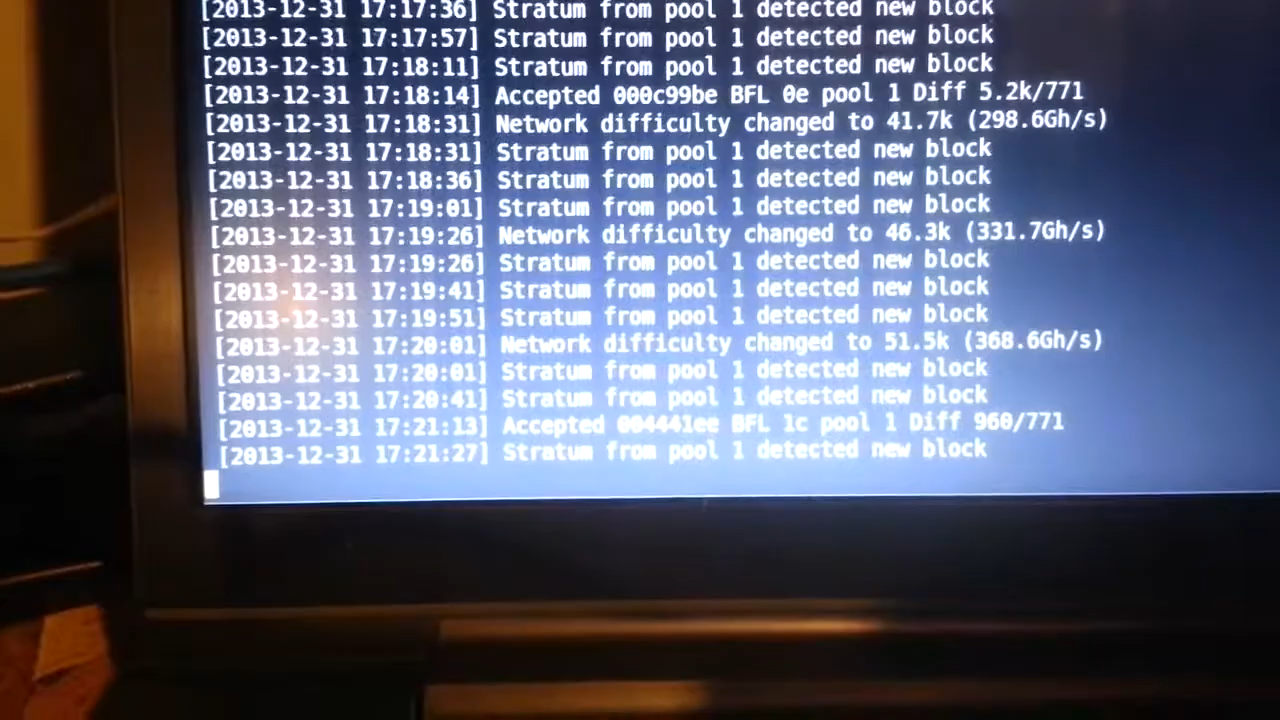 [2013-12-31 17:17:36] Stratum from pool 1 detected new block
[2013-12-31 17:17:57] Stratum from pool 1 detected new block
[2013-12-31 17:18:11] Stratum from pool 1 detected new block
[2013-12-31 17:18:14] Accepted 000c99be BFL 0e pool 1 Diff 5.2k/771
[2013-12-31 17:18:31] Network difficulty changed to 41.7k (298.6Gh/s)
[2013-12-31 17:18:31] Stratum from pool 1 detected new block
[2013-12-31 17:18:36] Stratum from pool 1 detected new block
[2013-12-31 17:19:01] Stratum from pool 1 detected new block
[2013-12-31 17:19:26] Network difficulty changed to 46.3k (331.7Gh/s)
[2013-12-31 17:19:26] Stratum from pool 1 detected new block
[2013-12-31 17:19:41] Stratum from pool 1 detected new block
[2013-12-31 17:19:51] Stratum from pool 1 detected new block
[2013-12-31 17:20:01] Network difficulty changed to 51.5k (368.6Gh/s)
[2013-12-31 17:20:01] Stratum from pool 1 detected new block
[2013-12-31 17:20:41] Stratum from pool 1 detected new block
[2013-12-31 17:21:13] Accepted 004441ee BFL 1c pool 1 Diff 960/771
[2013-12-31 17:21:27] Stratum from pool 1 detected new block